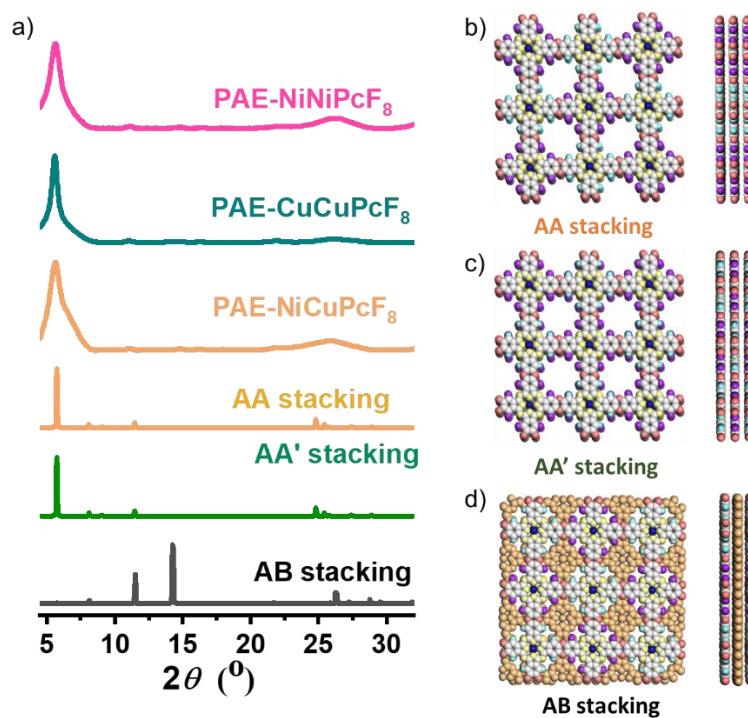 a)
PAE-NiNiPcF₈
PAE-CuCuPcF₈
PAE-NiCuPcF₈
AA stacking
AA' stacking
AB stacking
5 10 15 20 25 30
2θ (°)
b)
AA stacking
c)
AA’ stacking
d)
AB stacking